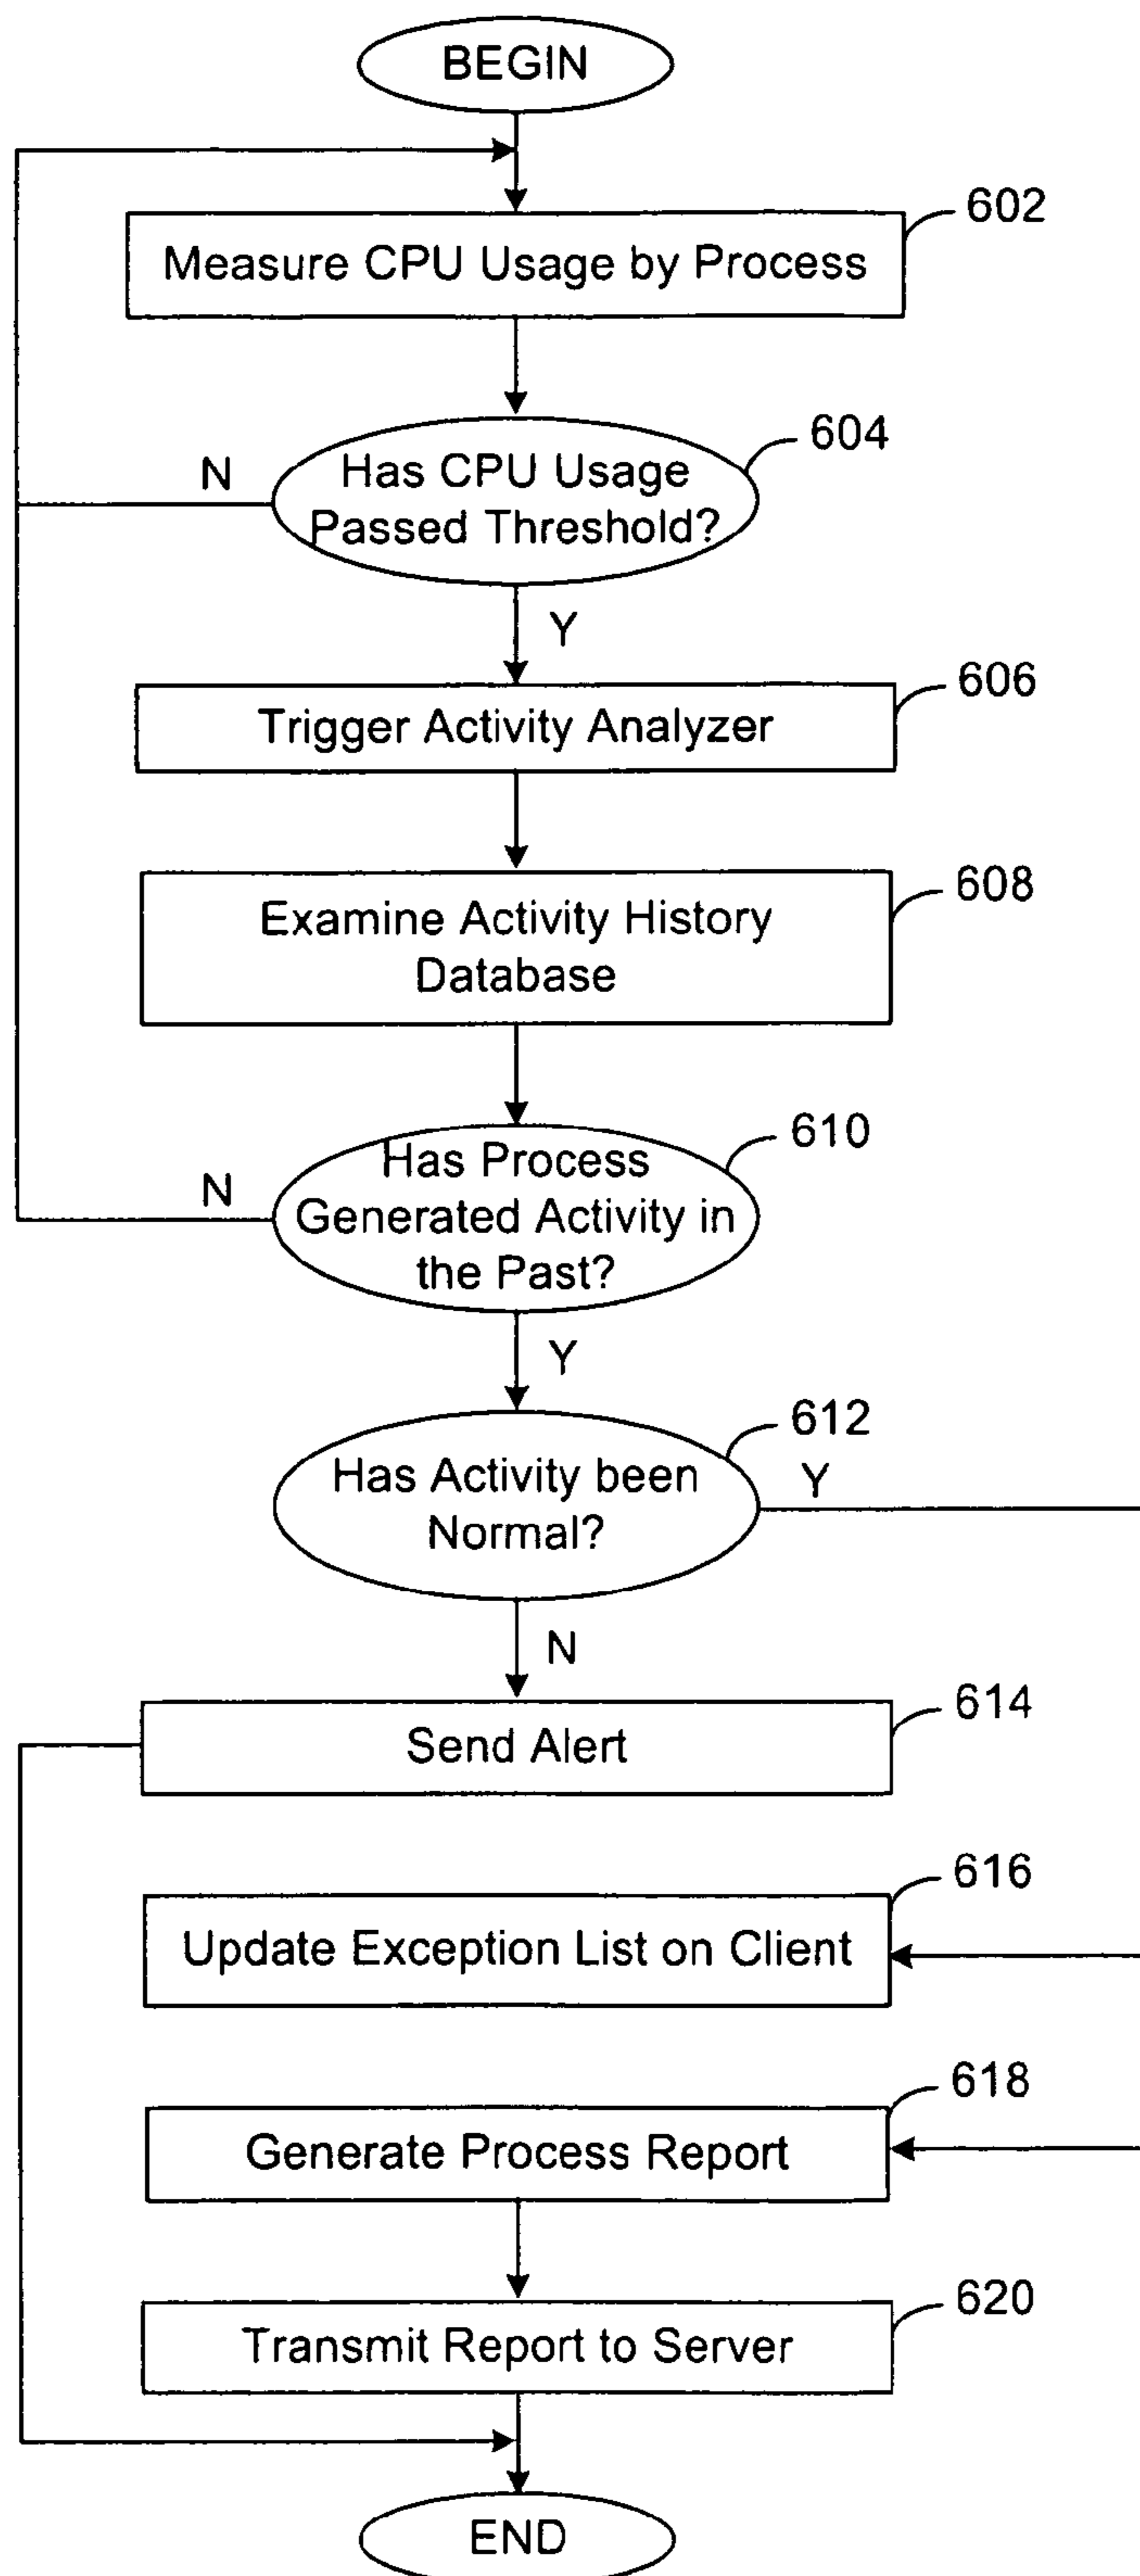 BEGIN
602
Measure CPU Usage by Process
604
Has CPU Usage
Passed Threshold?
N
Y
606
Trigger Activity Analyzer
608
Examine Activity History
Database
610
Has Process
Generated Activity in
the Past?
N
Y
612
Has Activity been
Normal?
Y
N
614
Send Alert
616
Update Exception List on Client
618
Generate Process Report
620
Transmit Report to Server
END